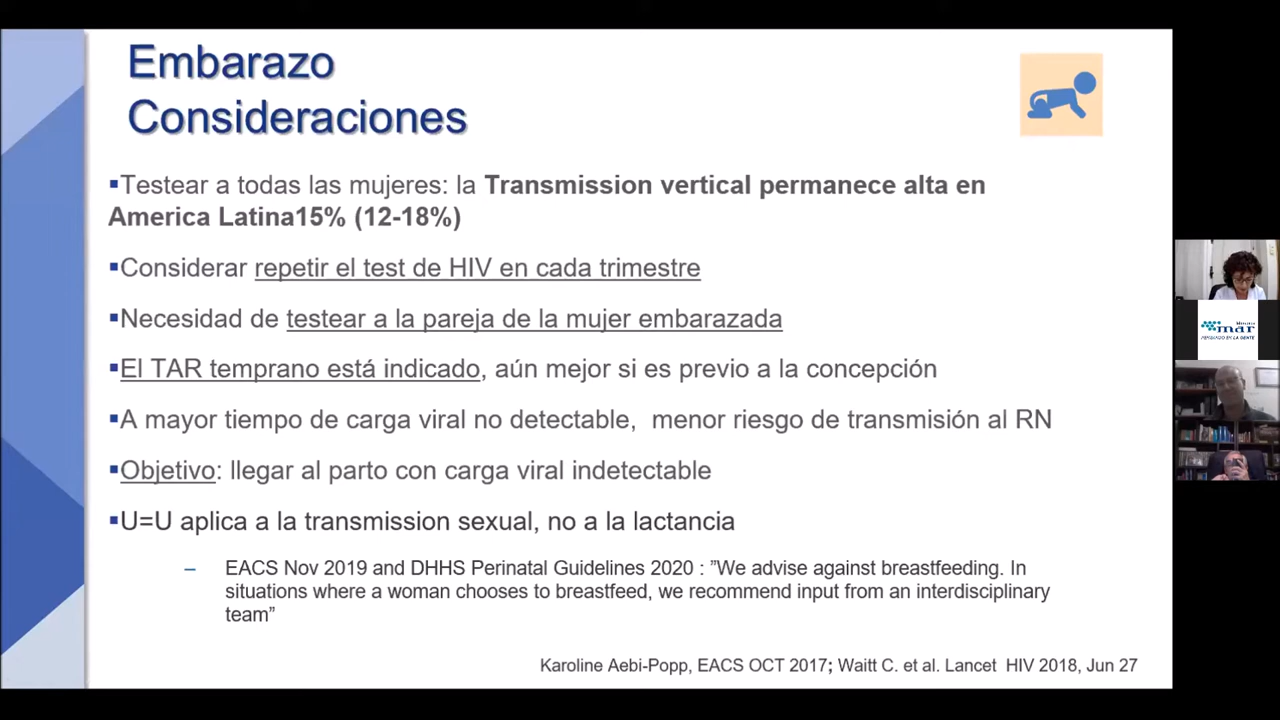 Embarazo
Consideraciones
▪Testear a todas las mujeres: la Transmission vertical permanece alta en
America Latina15% (12-18%)
▪Considerar repetir el test de HIV en cada trimestre
▪Necesidad de testear a la pareja de la mujer embarazada
▪El TAR temprano está indicado, aún mejor si es previo a la concepción
▪A mayor tiempo de carga viral no detectable, menor riesgo de transmisión al RN
▪Objetivo: llegar al parto con carga viral indetectable
▪U=U aplica a la transmission sexual, no a la lactancia
– EACS Nov 2019 and DHHS Perinatal Guidelines 2020 : ”We advise against breastfeeding. In
situations where a woman chooses to breastfeed, we recommend input from an interdisciplinary
team”
Karoline Aebi-Popp, EACS OCT 2017; Waitt C. et al. Lancet HIV 2018, Jun 27
mar
PENSANDO EN LA GENTE